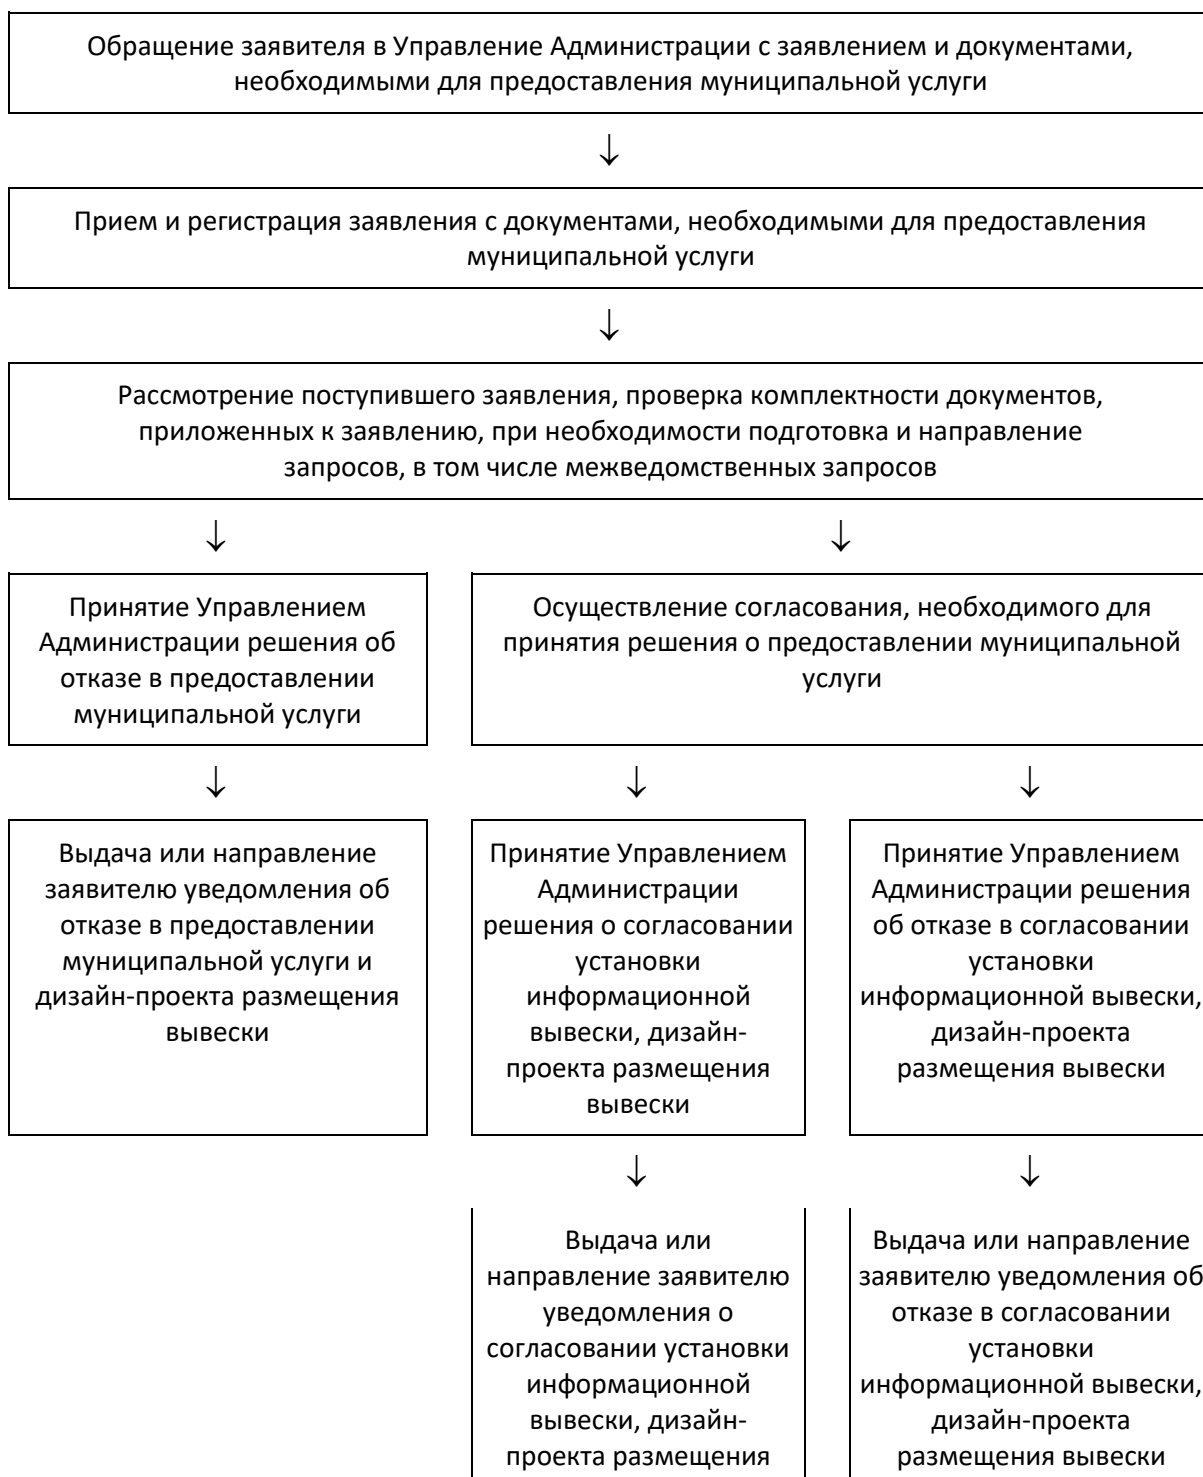 Обращение заявителя в Управление Администрации с заявлением и документами,
необходимыми для предоставления муниципальной услуги
↓
Прием и регистрация заявления с документами, необходимыми для предоставления
муниципальной услуги
↓
Рассмотрение поступившего заявления, проверка комплектности документов,
приложенных к заявлению, при необходимости подготовка и направление
запросов, в том числе межведомственных запросов
↓
↓
Принятие Управлением
Администрации решения об
отказе в предоставлении
муниципальной услуги
Осуществление согласования, необходимого для
принятия решения о предоставлении муниципальной
услуги
↓
↓
↓
Выдача или направление
заявителю уведомления об
отказе в предоставлении
муниципальной услуги и
дизайн-проекта размещения
вывески
Принятие Управлением
Администрации
решения о согласовании
установки
информационной
вывески, дизайн-
проекта размещения
вывески
Принятие Управлением
Администрации решения
об отказе в согласовании
установки
информационной вывески,
дизайн-проекта
размещения вывески
↓
↓
Выдача или
направление заявителю
уведомления о
согласовании установки
информационной
вывески, дизайн-
проекта размещения
Выдача или направление
заявителю уведомления об
отказе в согласовании
установки
информационной вывески,
дизайн-проекта
размещения вывески